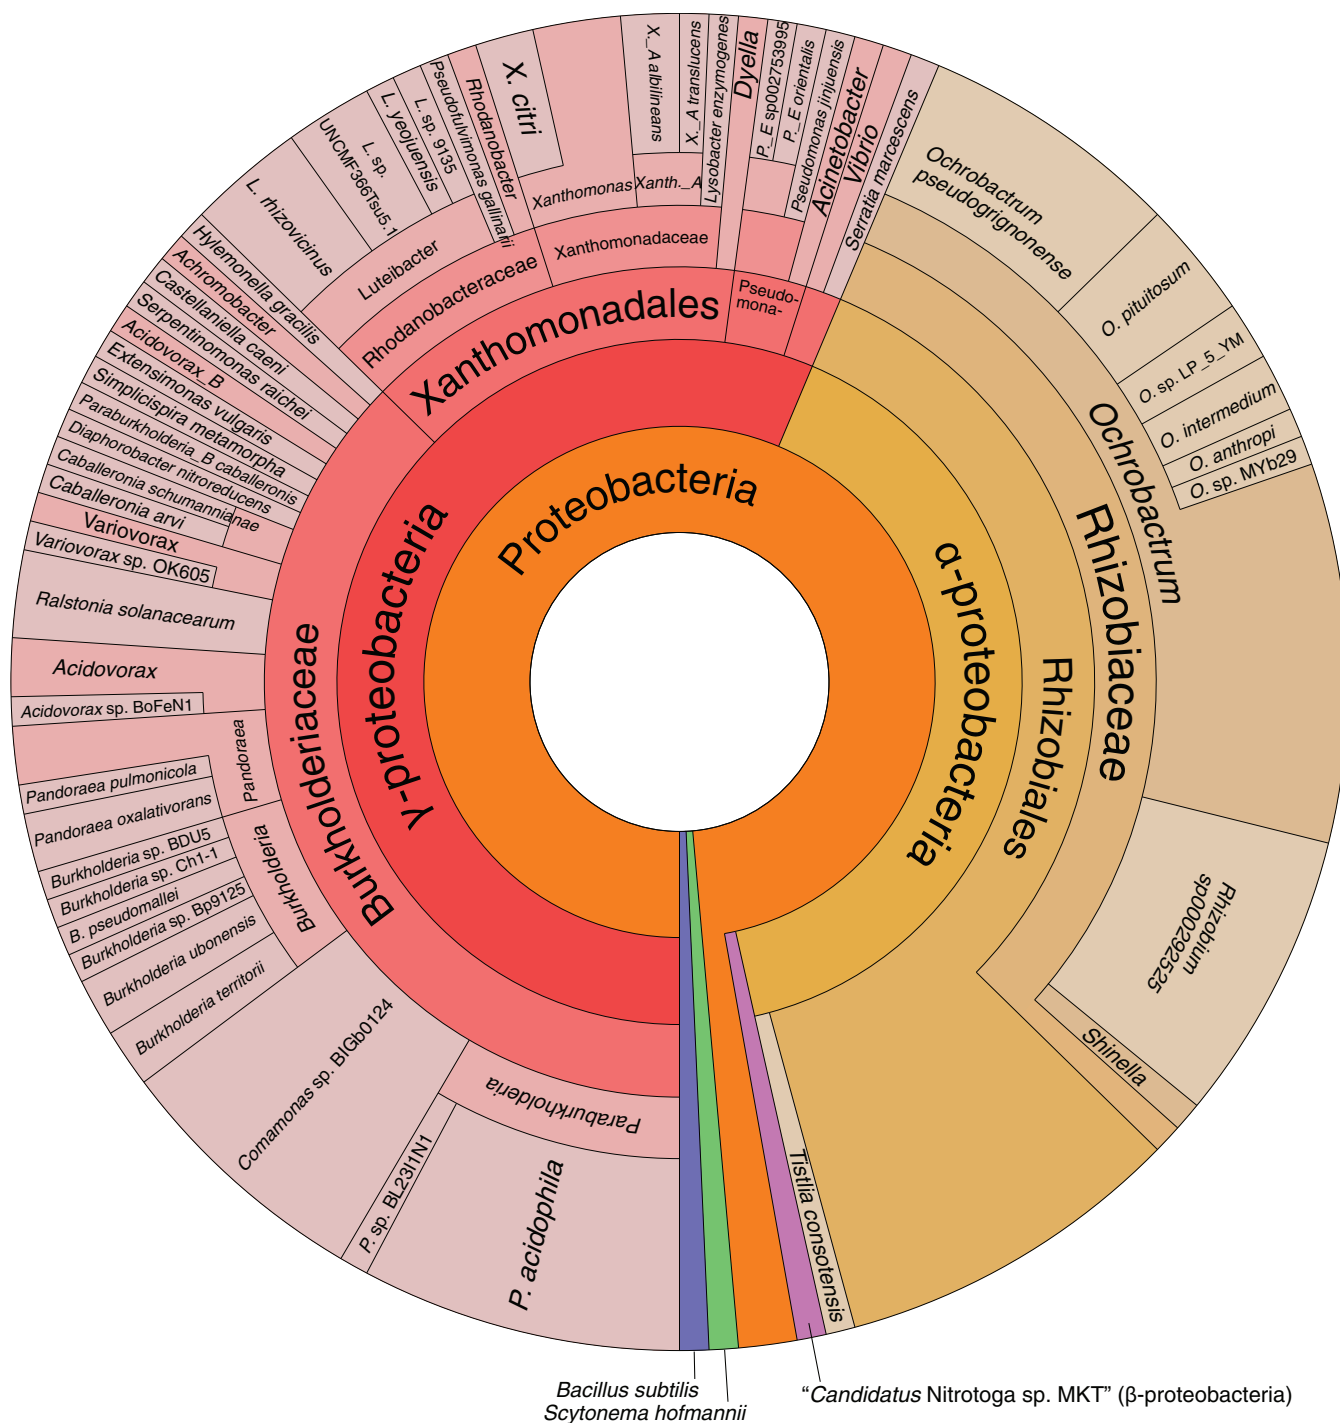 Proteobacteria
γ-proteobacteria
α-proteobacteria
Xanthomonadales
Pseudo-
mona-
Burkholderiaceae
Rhizobiales
Rhizobiaceae
Ochrobactrum
Ochrobactrum
pseudogrignonense
O. pituitosum
O. sp. LP_5_YM
O. intermedium
O. anthropi
O. sp. MYb29
Rhizobium
sp000292525
Shinella
Tistlia consotensis
"Candidatus Nitrotoga sp. MKT" (β-proteobacteria)
Scytonema hofmannii
Bacillus subtilis
Paraburkholderia
P. acidophila
P. sp. BL23I1N1
Comamonas sp. BIGb0124
Burkholderia
Burkholderia territorii
Burkholderia ubonensis
Burkholderia sp. Bp9125
B. pseudomallei
Burkholderia sp. Ch1-1
Burkholderia sp. BDU5
Pandoraea
Pandoraea oxalativorans
Pandoraea pulmonicola
Acidovorax sp. BoFeN1
Acidovorax
Ralstonia solanacearum
Variovorax sp. OK605
Variovorax
Caballeronia arvi
Caballeronia schumannianae
Diaphorobacter nitroreducens
Paraburkholderia_B caballeronis
Simplicispira metamorpha
Extensimonas vulgaris
Acidovorax_B
Serpentinomonas raichei
Castellaniella caeni
Achromobacter
Hylemonella gracilis
Rhodanobacteraceae
Luteibacter
L. rhizovicinus
L. sp.
UNCMF366Tsu5.1
L. yeojuensis
L. sp. 9135
Pseudofulvimonas gallinarii
Rhodanobacter
Xanthomonadaceae
Xanthomonas
X. citri
Xanth._A
X._A albilineans
X._A translucens
Lysobacter enzymogenes
Dyella
P._E sp002753995
P._E orientalis
Pseudomonas jinjuensis
Acinetobacter
Vibrio
Serratia marcescens